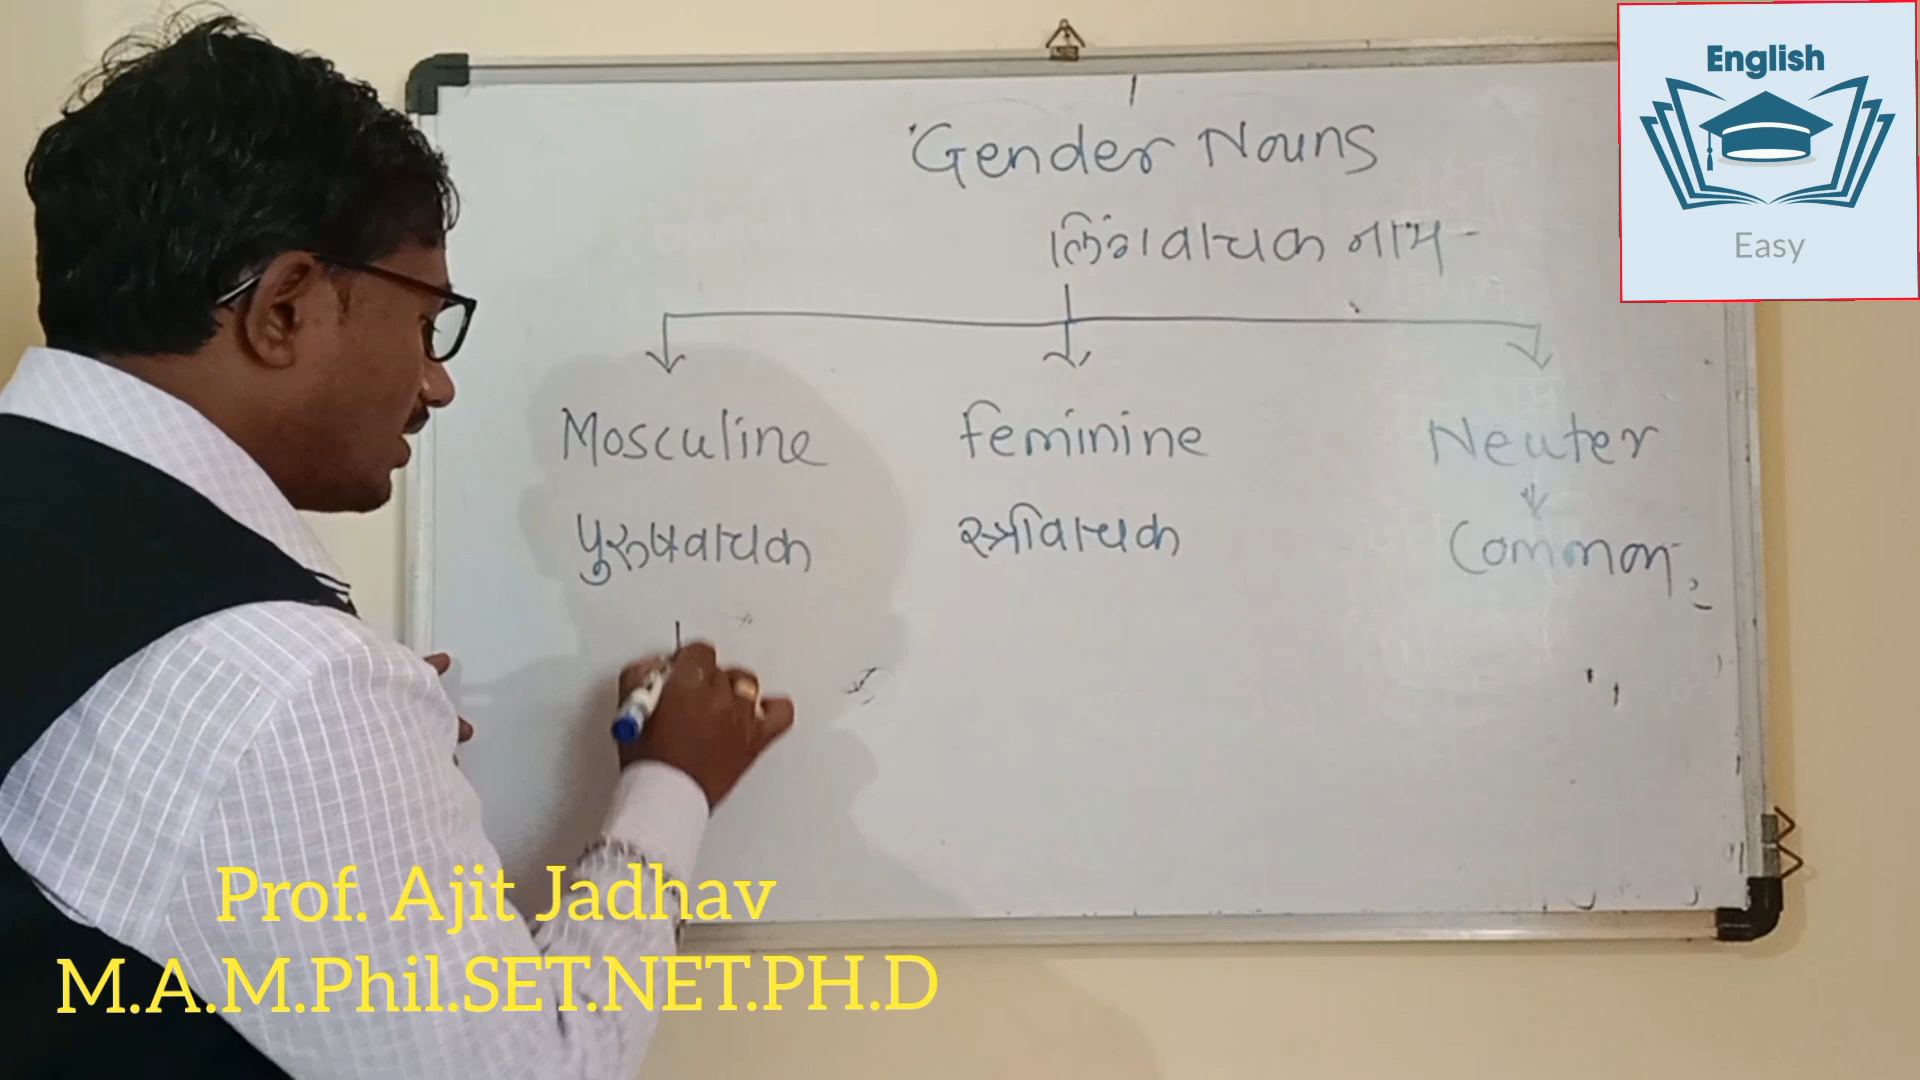 English
Easy
Gender Nouns
लिंगवाचक नाम
Mosculine
feminine
Neuter
पुरुषवाचक
स्त्रीवाचक
Common
Prof. Ajit Jadhav
M.A.M.Phil.SET.NET.PH.D